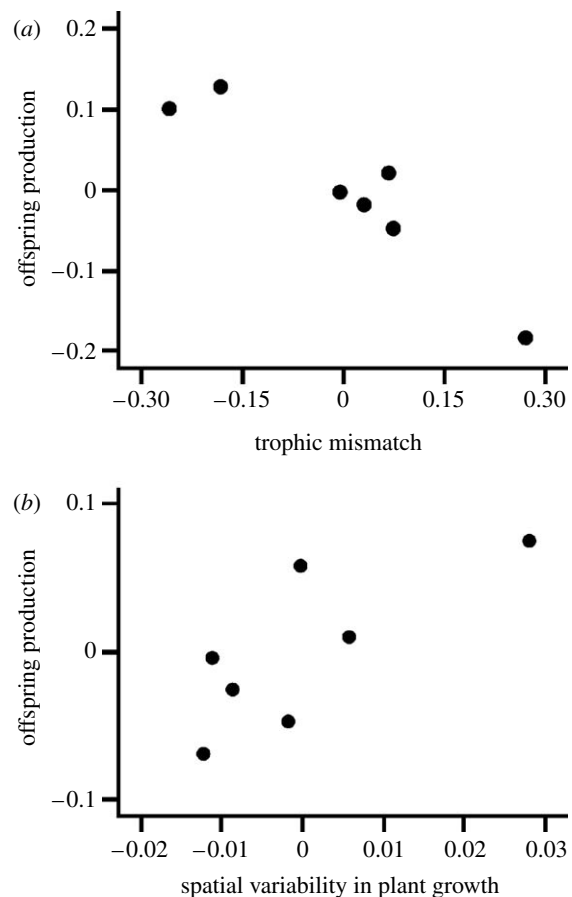 (a)
0.2
0.1
0
−0.1
−0.2
offspring production
−0.30 −0.15 0 0.15 0.30
trophic mismatch
(b)
0.1
0
−0.1
offspring production
−0.02 −0.01 0 0.01 0.02 0.03
spatial variability in plant growth